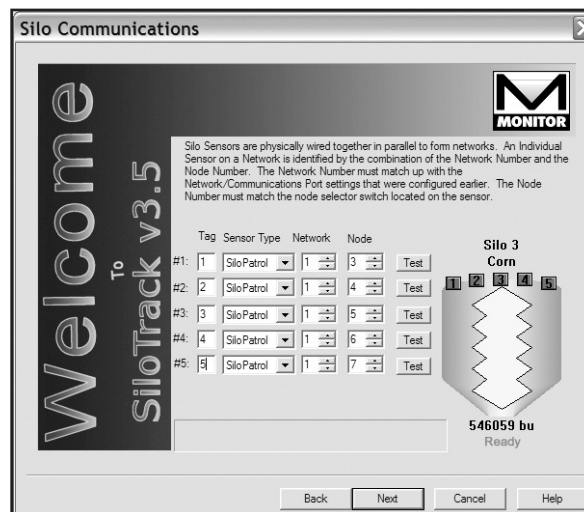 Silo Communications
Welcome
To
SiloTrack v3.5
M
MONITOR
Silo Sensors are physically wired together in parallel to form networks. An Individual
Sensor on a Network is identified by the combination of the Network Number and the
Node Number. The Network Number must match up with the
Network/Communications Port settings that were configured earlier. The Node
Number must match the node selector switch located on the sensor.
Tag Sensor Type Network Node
#1: 1 SiloPatrol 1 3 Test
#2: 2 SiloPatrol 1 4 Test
#3: 3 SiloPatrol 1 5 Test
#4: 4 SiloPatrol 1 6 Test
#5: 5 SiloPatrol 1 7 Test
Silo 3
Corn
1 2 3 4 5
546059 bu
Ready
Back Next Cancel Help